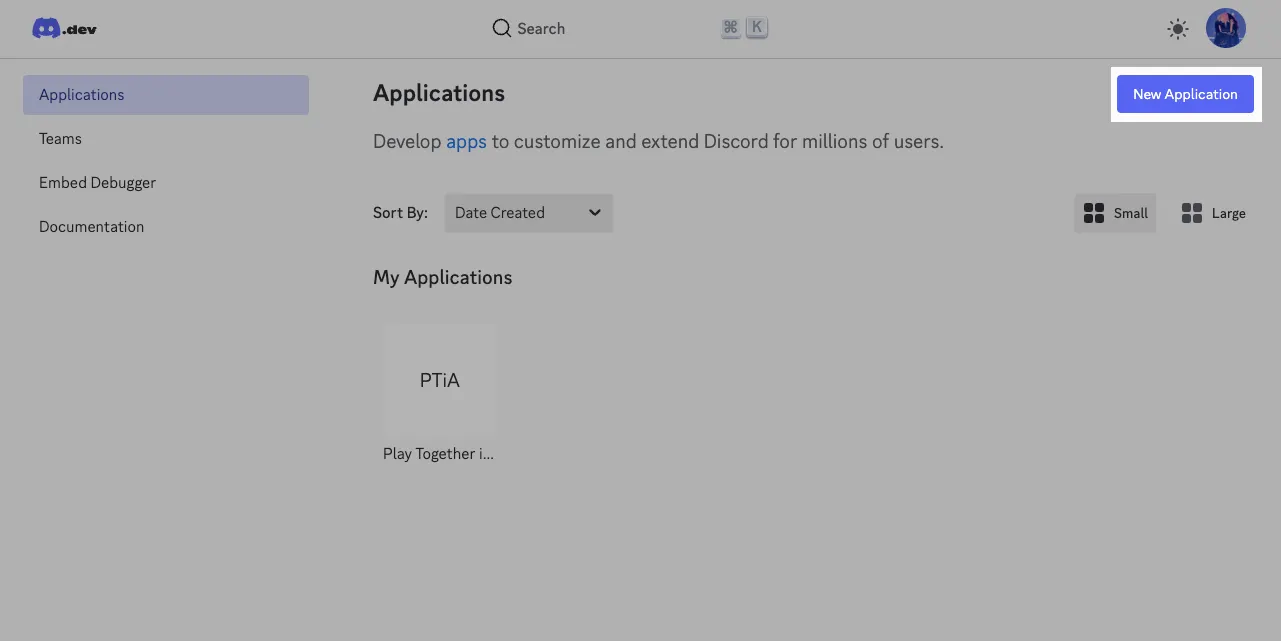 .dev
Search
⌘ K
Applications
Teams
Embed Debugger
Documentation
Applications
New Application
Develop apps to customize and extend Discord for millions of users.
Sort By:
Date Created
Small
Large
My Applications
PTiA
Play Together i...